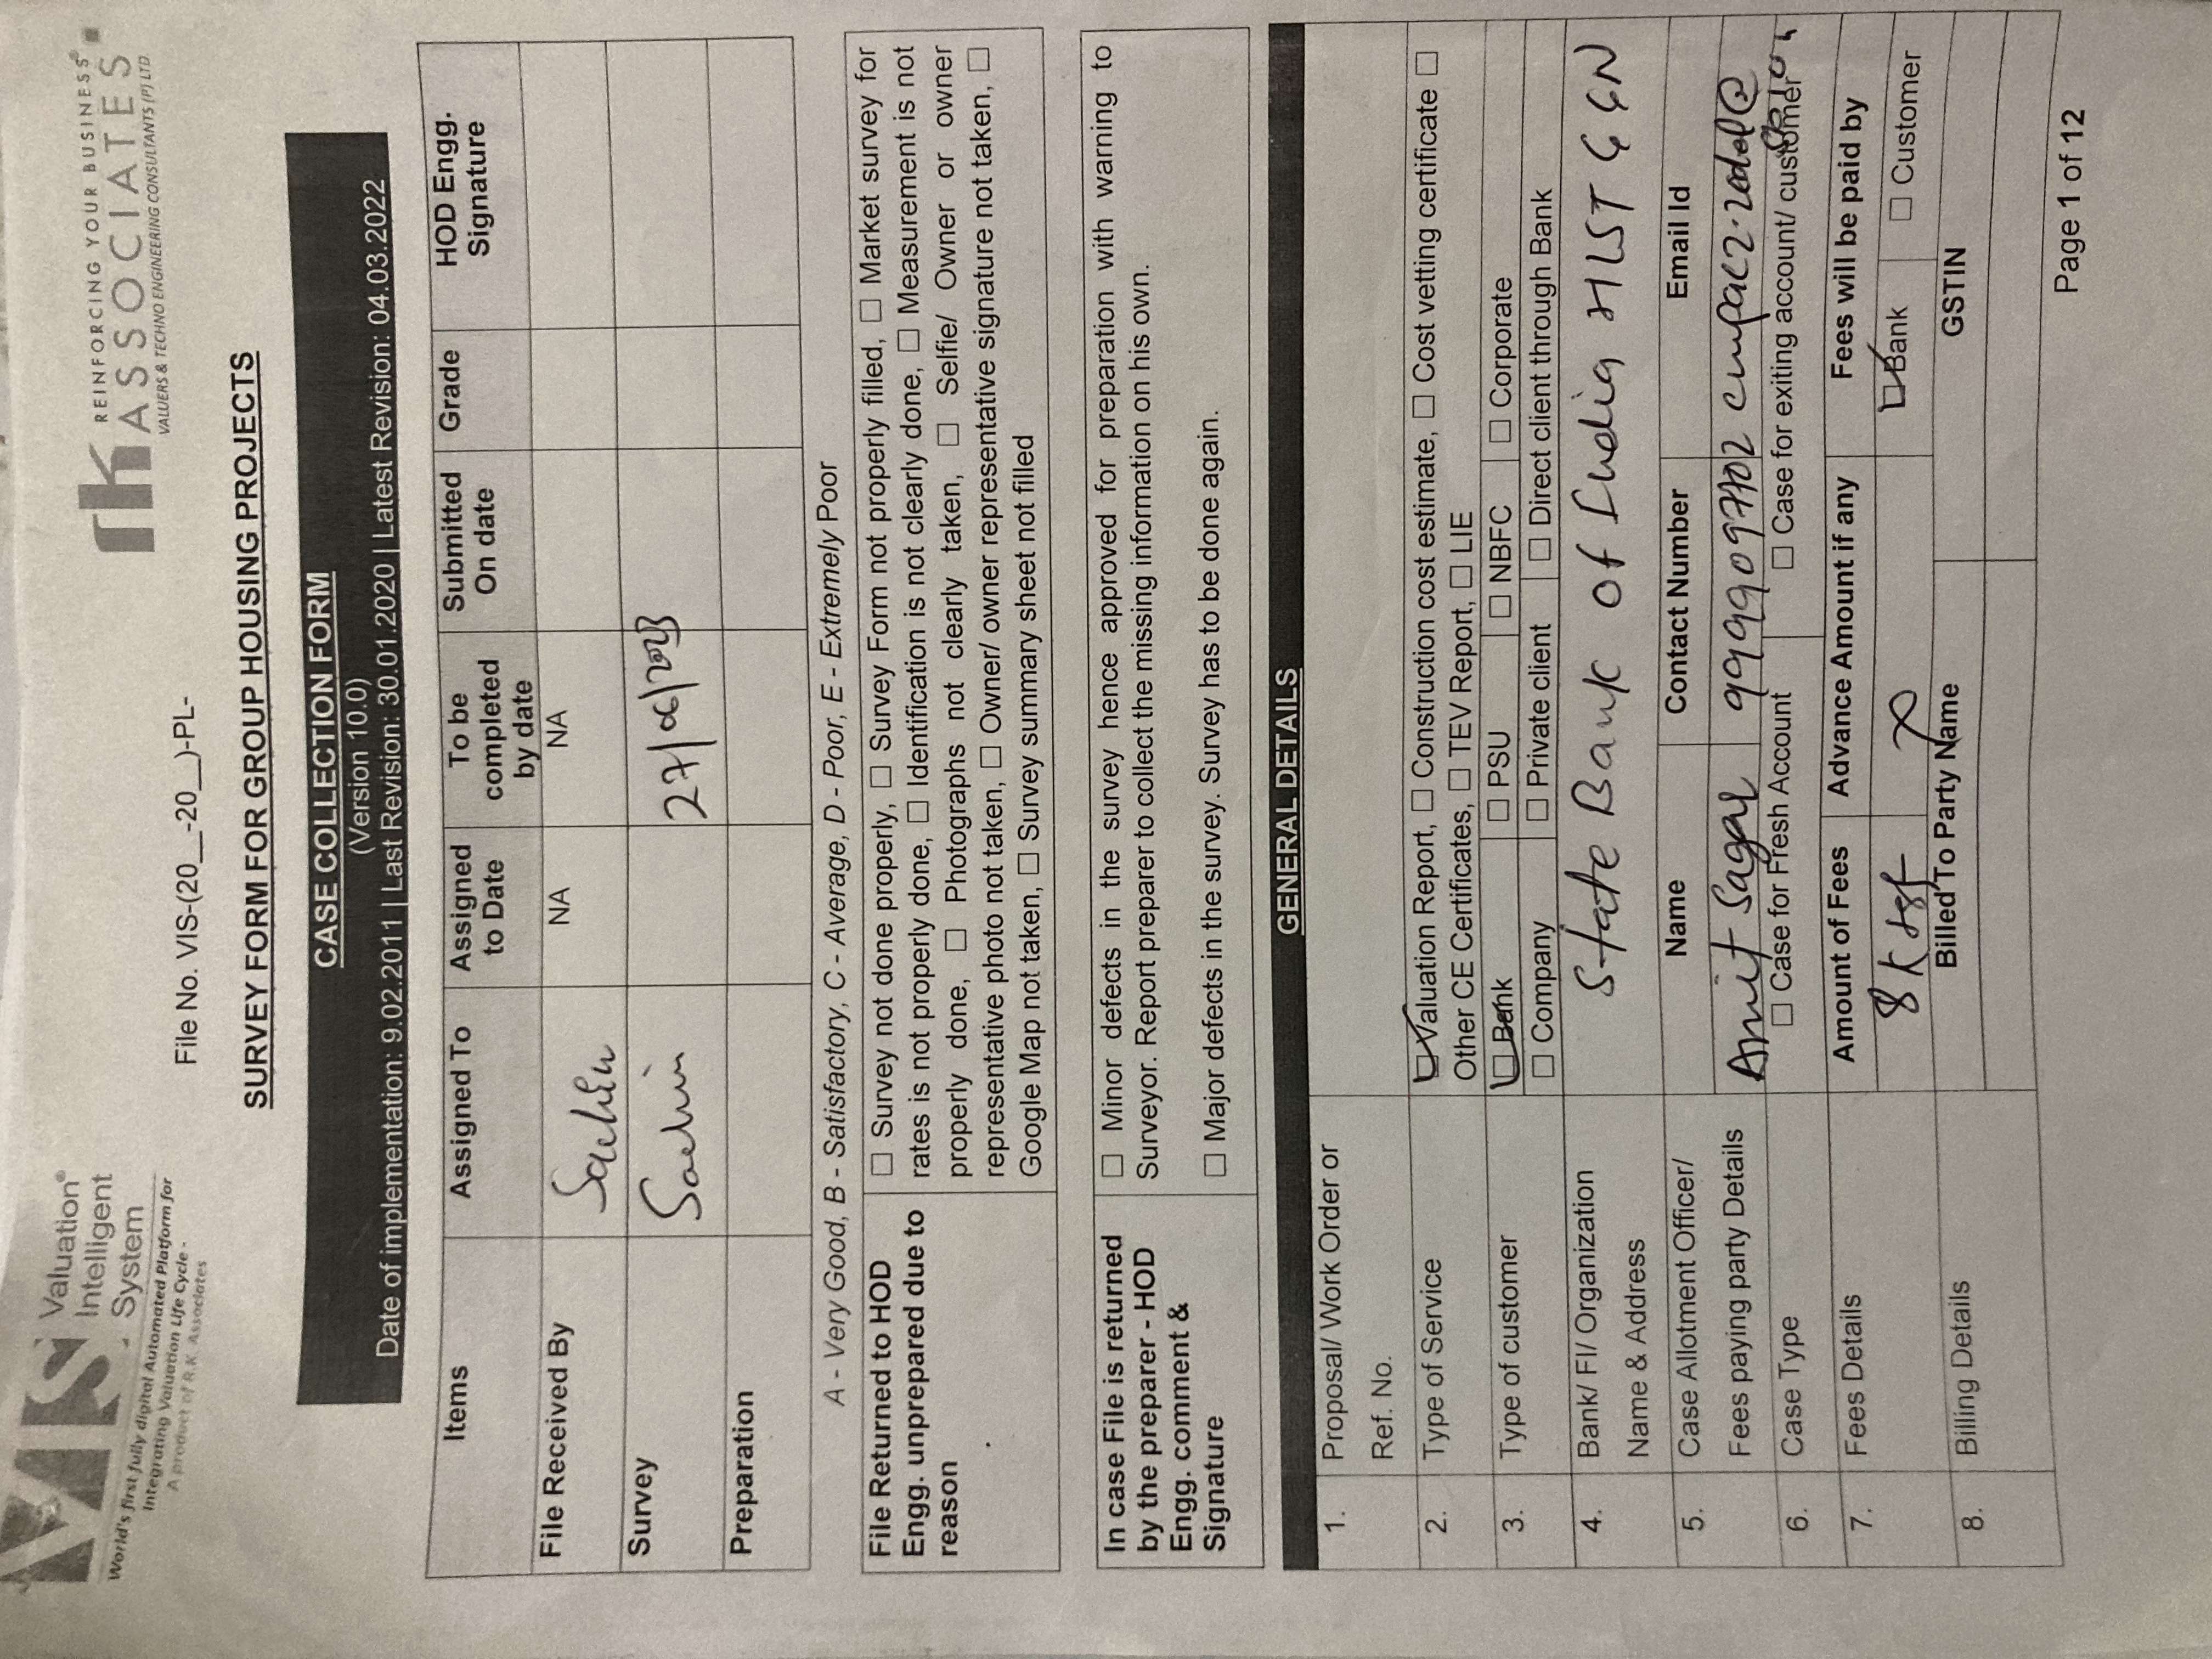 VIS Valuation®
Intelligent
System
World's first fully digital Automated Platform for
Integrating Valuation Life Cycle -
A product of R.K. Associates
rk REINFORCING YOUR BUSINESS®
ASSOCIATES
VALUERS & TECHNO ENGINEERING CONSULTANTS (P) LTD
File No. VIS-(20__-20__)-PL-
SURVEY FORM FOR GROUP HOUSING PROJECTS
CASE COLLECTION FORM
(Version 10.0)
Date of implementation: 9.02.2011 | Last Revision: 30.01.2020 | Latest Revision: 04.03.2022
Items Assigned To Assigned to Date To be completed by date Submitted On date Grade HOD Engg. Signature
File Received By Sachin NA NA
Survey Sachin 27/06/2023
Preparation
A - Very Good, B - Satisfactory, C - Average, D - Poor, E - Extremely Poor
File Returned to HOD
Engg. unprepared due to
reason
☐ Survey not done properly, ☐ Survey Form not properly filled, ☐ Market survey for
rates is not properly done, ☐ Identification is not clearly done, ☐ Measurement is not
properly done, ☐ Photographs not clearly taken, ☐ Selfie/ Owner or owner
representative photo not taken, ☐ Owner/ owner representative signature not taken, ☐
Google Map not taken, ☐ Survey summary sheet not filled
In case File is returned
by the preparer - HOD
Engg. comment &
Signature
☐ Minor defects in the survey hence approved for preparation with warning to
Surveyor. Report preparer to collect the missing information on his own.
☐ Major defects in the survey. Survey has to be done again.
GENERAL DETAILS
1. Proposal/ Work Order or
Ref. No.
2. Type of Service ☑ Valuation Report, ☐ Construction cost estimate, ☐ Cost vetting certificate ☐
Other CE Certificates, ☐ TEV Report, ☐ LIE
3. Type of customer ☑ Bank ☐ PSU ☐ NBFC ☐ Corporate
☐ Company ☐ Private client ☐ Direct client through Bank
4. Bank/ FI/ Organization
Name & Address
State Bank of India HLST GGN
5. Case Allotment Officer/
Fees paying party Details
Name Contact Number Email Id
Amit Sagar
6. Case Type ☐ Case for Fresh Account ☐ Case for exiting account/ customer
7. Fees Details Amount of Fees Advance Amount if any Fees will be paid by
8k+gst X ☑ Bank ☐ Customer
8. Billing Details Billed To Party Name GSTIN
Page 1 of 12